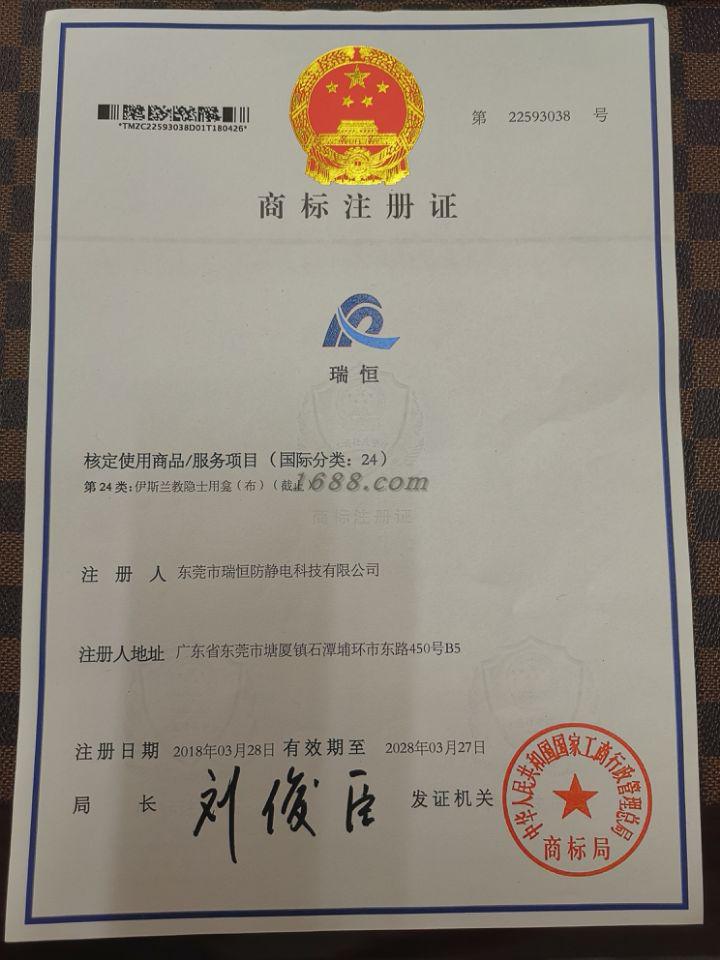 *TMZC22593038D01T180426*
第 22593038 号
商标注册证
瑞恒
核定使用商品/服务项目（国际分类：24）
第24类:伊斯兰教隐士用龛（布）（截止）
1688.com
商标注册证
注册人 东莞市瑞恒防静电科技有限公司
注册人地址 广东省东莞市塘厦镇石潭埔环市东路450号B5
注册日期 2018年03月28日 有效期至 2028年03月27日
局长 刘俊臣 发证机关
中华人民共和国国家工商行政管理总局
商标局